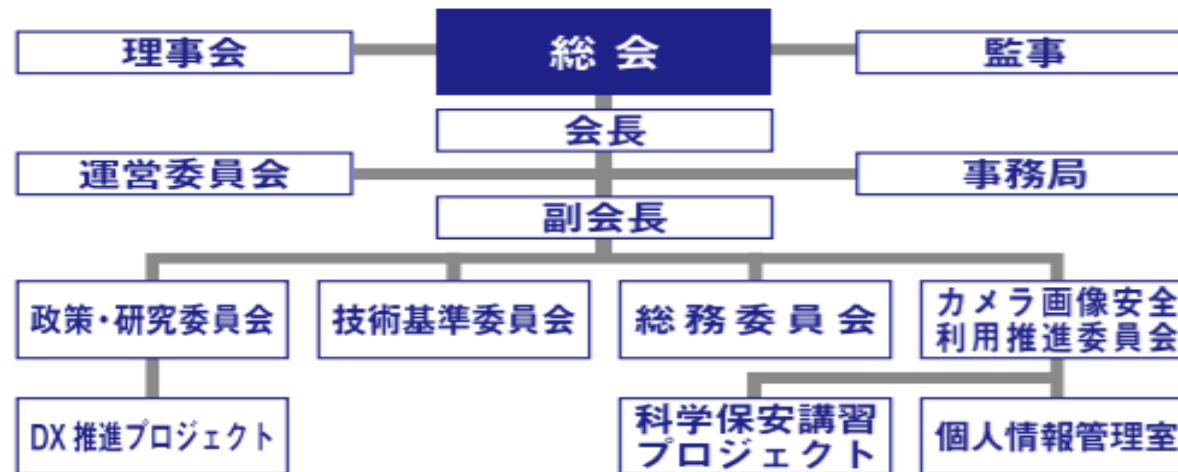 理事会
総会
監事
会長
運営委員会
事務局
副会長
政策・研究委員会
技術基準委員会
総務委員会
カメラ画像安全
利用推進委員会
DX推進プロジェクト
科学保安講習
プロジェクト
個人情報管理室